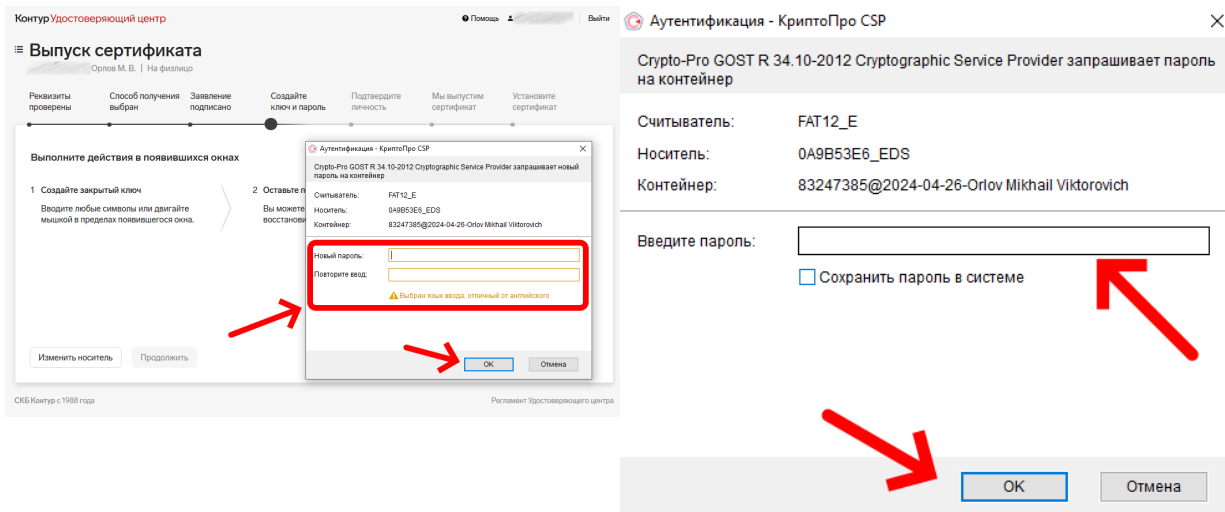 Контур Удостоверяющий центр
Помощь
Выйти
Выпуск сертификата
Орлов М. В. | На физлицо
Реквизиты проверены
Способ получения выбран
Заявление подписано
Создайте ключ и пароль
Подтвердите личность
Мы выпустим сертификат
Установите сертификат
Выполните действия в появившихся окнах
1 Создайте закрытый ключ
Вводите любые символы или двигайте
мышкой в пределах появившегося окна.
2 Оставьте п
Вы можете
восстанови
Изменить носитель
Продолжить
СКБ Контур с 1988 года
Регламент Удостоверяющего центра
Аутентификация - КриптоПро CSP
Crypto-Pro GOST R 34.10-2012 Cryptographic Service Provider запрашивает новый
пароль на контейнер
Считыватель: FAT12_E
Носитель: 0A9B53E6_EDS
Контейнер: 83247385@2024-04-26-Orlov Mikhail Viktorovich
Новый пароль:
Повторите ввод:
Выбран язык ввода, отличный от английского
OK
Отмена
Аутентификация - КриптоПро CSP
Crypto-Pro GOST R 34.10-2012 Cryptographic Service Provider запрашивает пароль
на контейнер
Считыватель: FAT12_E
Носитель: 0A9B53E6_EDS
Контейнер: 83247385@2024-04-26-Orlov Mikhail Viktorovich
Введите пароль:
Сохранить пароль в системе
OK
Отмена